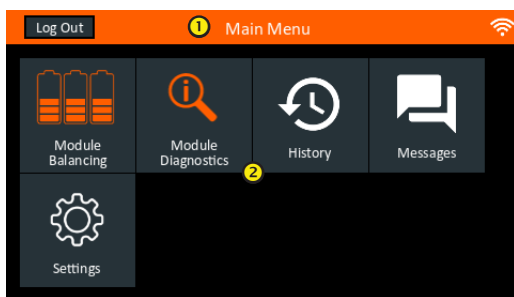 Log Out
1
Main Menu
Module
Balancing
Module
Diagnostics
History
Messages
2
Settings